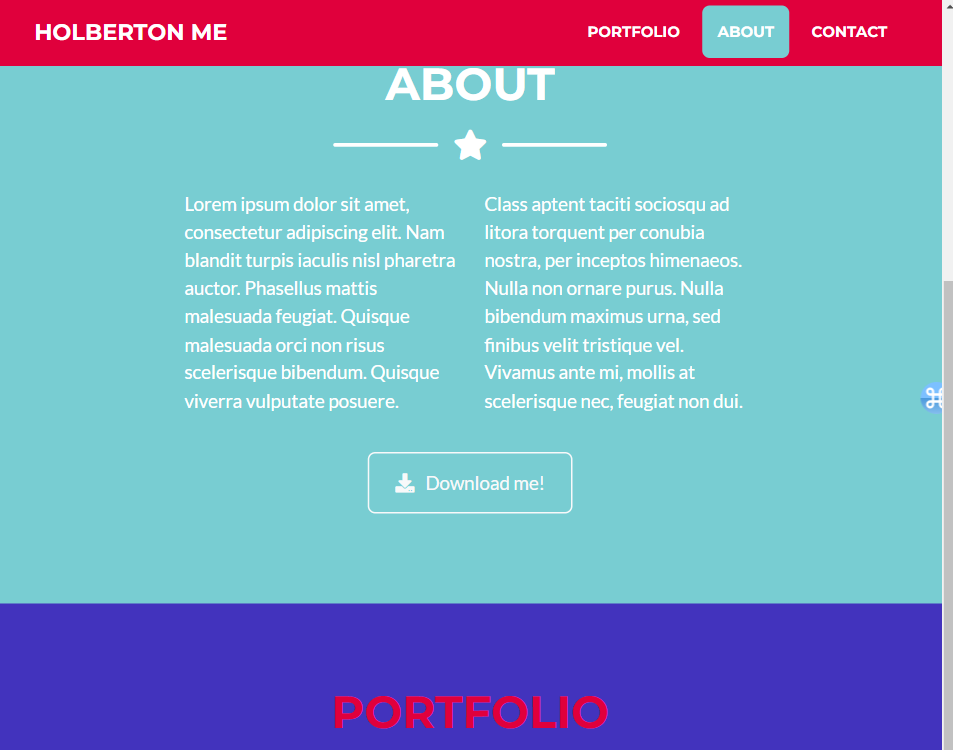 HOLBERTON ME
PORTFOLIO
ABOUT
CONTACT
ABOUT
Lorem ipsum dolor sit amet,
consectetur adipiscing elit. Nam
blandit turpis iaculis nisl pharetra
auctor. Phasellus mattis
malesuada feugiat. Quisque
malesuada orci non risus
scelerisque bibendum. Quisque
viverra vulputate posuere.
Class aptent taciti sociosqu ad
litora torquent per conubia
nostra, per inceptos himenaeos.
Nulla non ornare purus. Nulla
bibendum maximus urna, sed
finibus velit tristique vel.
Vivamus ante mi, mollis at
scelerisque nec, feugiat non dui.
Download me!
PORTFOLIO